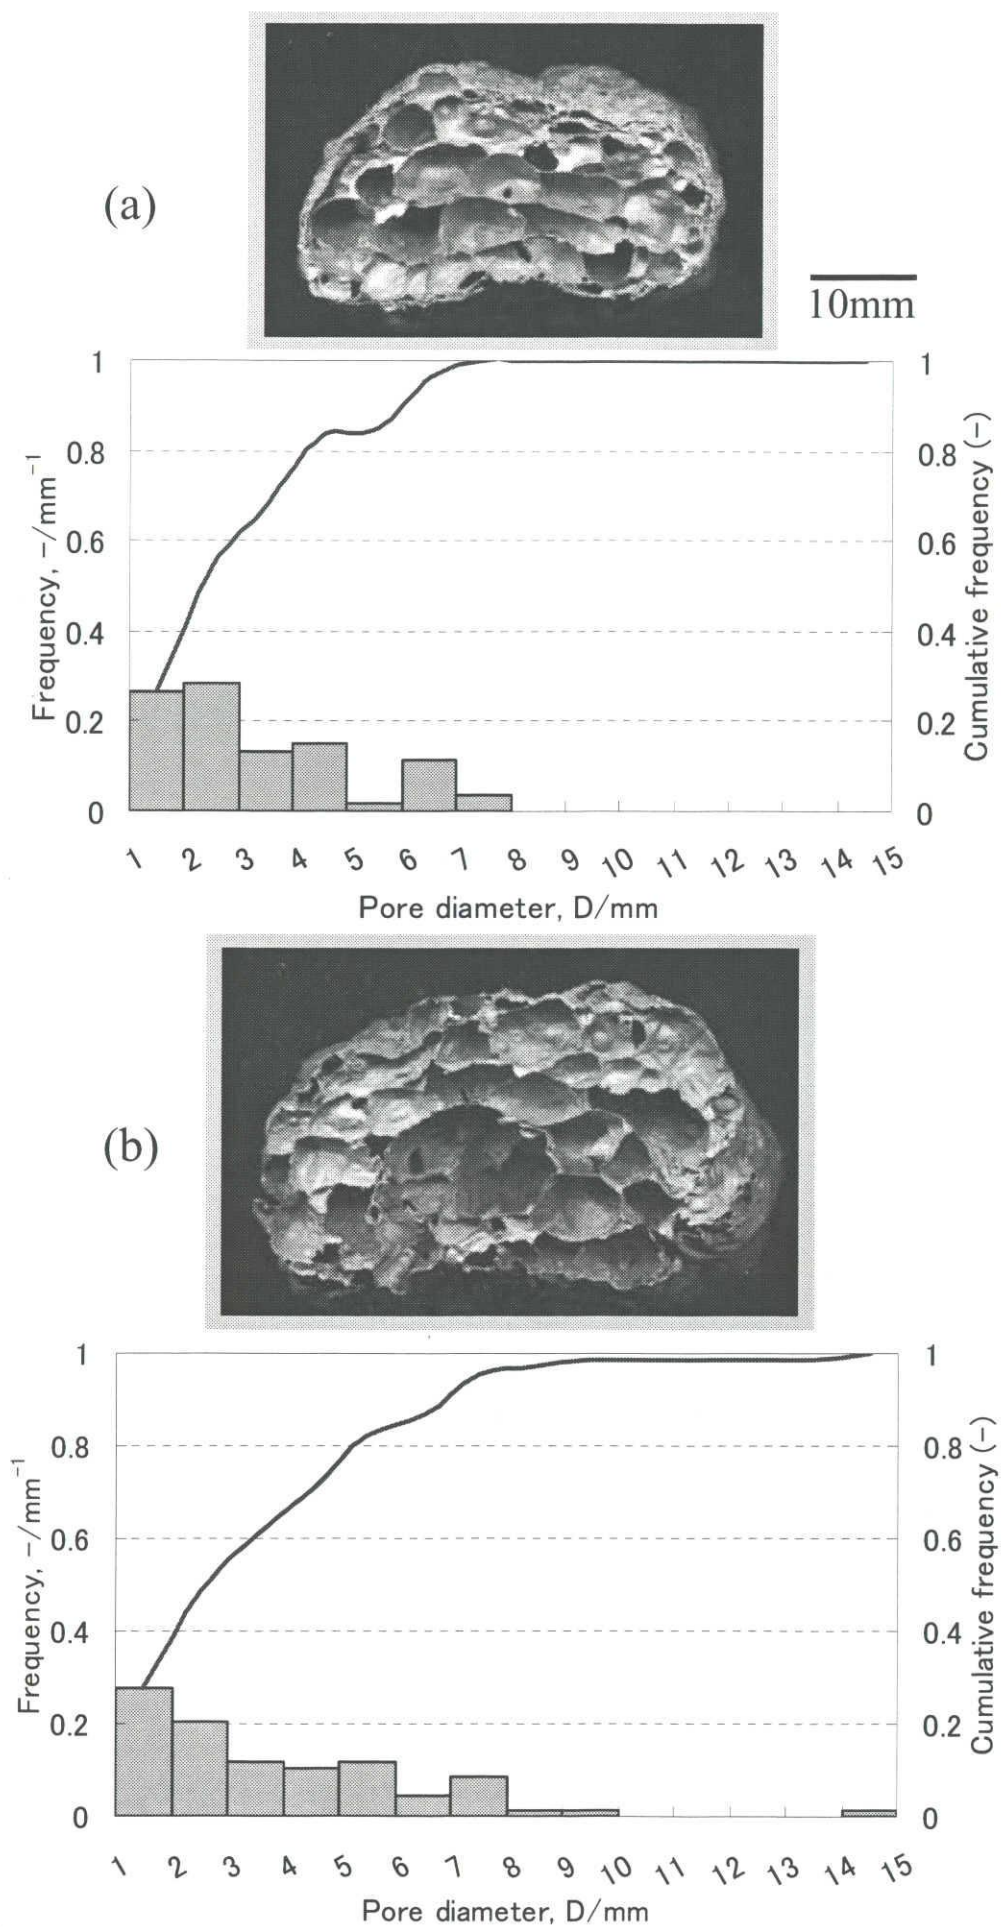 (a)
10mm
1
0.8
0.6
0.4
0.2
0
Frequency, −/mm⁻¹
1
0.8
0.6
0.4
0.2
0
Cumulative frequency (−)
1 2 3 4 5 6 7 8 9 10 11 12 13 14 15
Pore diameter, D/mm
(b)
1
0.8
0.6
0.4
0.2
0
Frequency, −/mm⁻¹
1
0.8
0.6
0.4
0.2
0
Cumulative frequency (−)
1 2 3 4 5 6 7 8 9 10 11 12 13 14 15
Pore diameter, D/mm